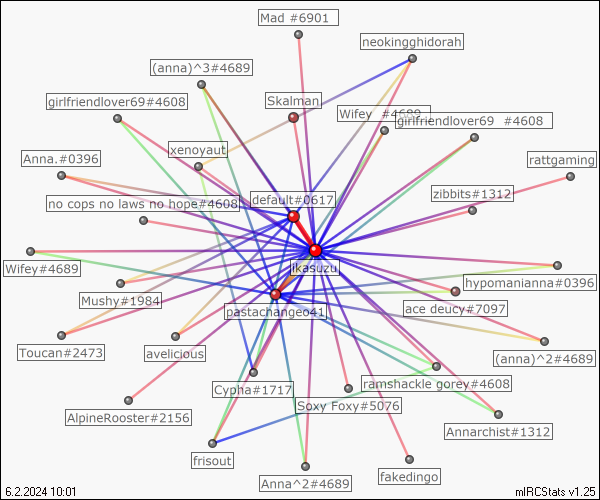 Mad #6901
neokingghidorah
(anna)^3#4689
girlfriendlover69#4608
Skalman
Wifey #4689
girlfriendlover69 #4608
xenoyaut
Anna.#0396
rattgaming
default#0617
zibbits#1312
no cops no laws no hope#4608
ikasuzu
Wifey#4689
hypomanianna#0396
Mushy#1984
pastachangeo41
ace deucy#7097
Toucan#2473
avelicious
(anna)^2#4689
Cypha#1717
ramshackle gorey#4608
Soxy Foxy#5076
AlpineRooster#2156
Annarchist#1312
frisout
Anna^2#4689
fakedingo
6.2.2024 10:01
mIRCStats v1.25